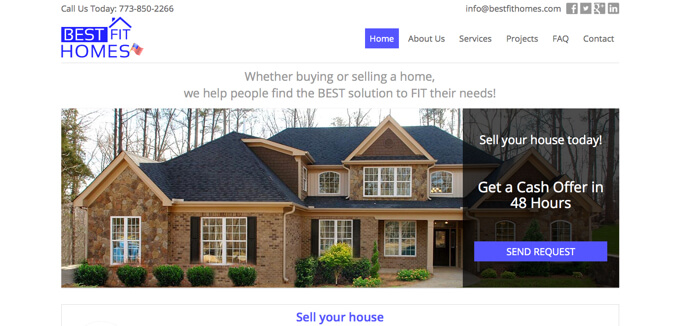 Call Us Today: 773-850-2266
info@bestfithomes.com
BEST FIT
HOMES
Home About Us Services Projects FAQ Contact
Whether buying or selling a home,
we help people find the BEST solution to FIT their needs!
Sell your house today!
Get a Cash Offer in
48 Hours
SEND REQUEST
Sell your house